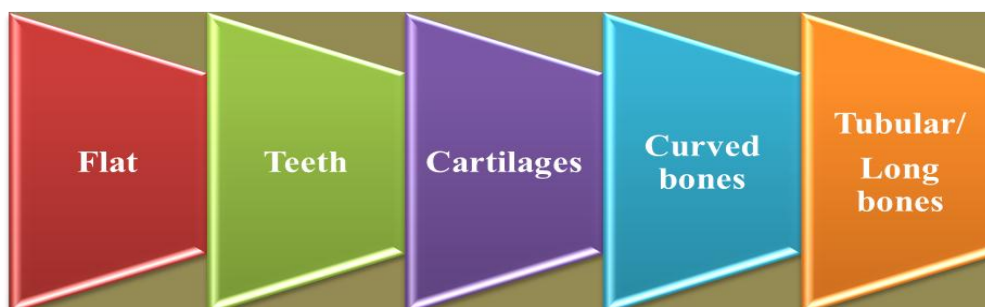 Flat
Teeth
Cartilages
Curved
bones
Tubular/
Long
bones